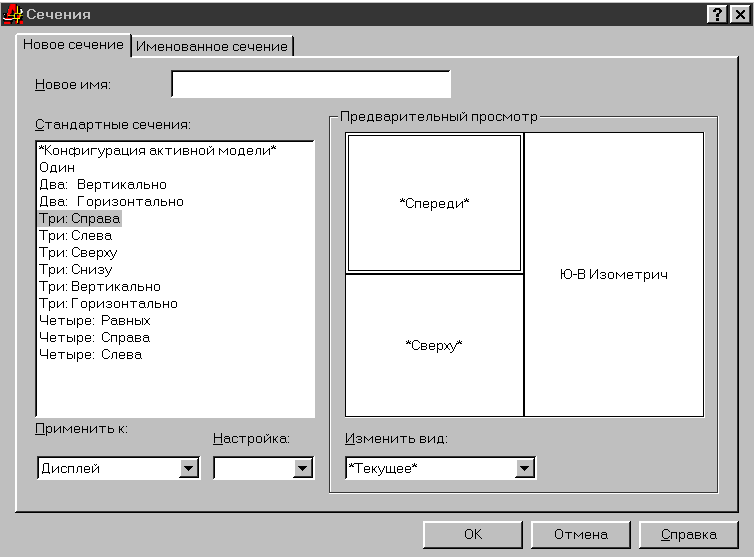 Сечения
Новое сечение
Именованное сечение
Новое имя:
Стандартные сечения:
*Конфигурация активной модели*
Один
Два: Вертикально
Два: Горизонтально
Три: Справа
Три: Слева
Три: Сверху
Три: Снизу
Три: Вертикально
Три: Горизонтально
Четыре: Равных
Четыре: Справа
Четыре: Слева
Предварительный просмотр
*Спереди*
Ю-В Изометрич
*Сверху*
Применить к:
Настройка:
Изменить вид:
Дисплей
*Текущее*
OK
Отмена
Справка